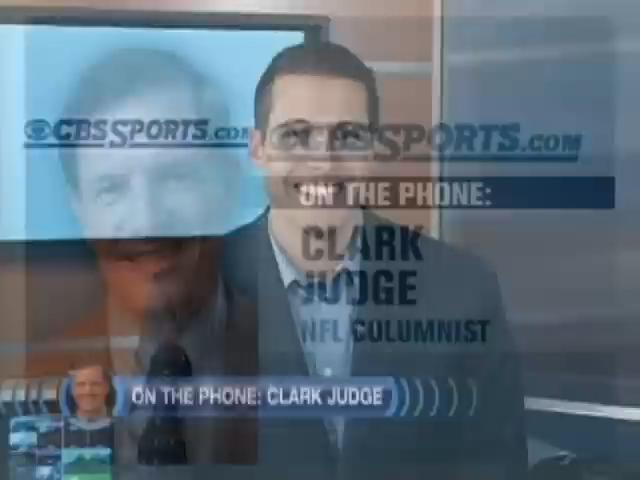 CBSSPORTS.COM
CBSSPORTS.COM
ON THE PHONE:
CLARK
JUDGE
NFL COLUMNIST
ON THE PHONE: CLARK JUDGE